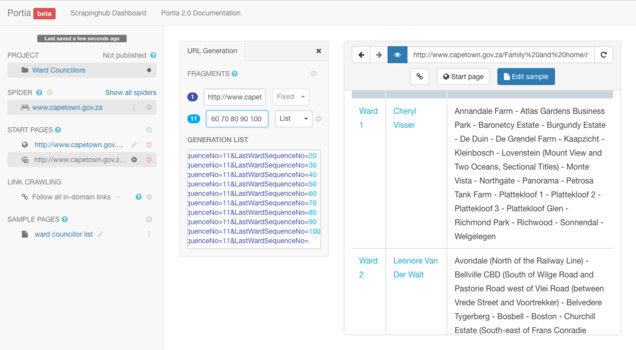 Portia beta Scrapinghub Dashboard Portia 2.0 Documentation
Last saved a few seconds ago
PROJECT Not published
Ward Councillors
SPIDER Show all spiders
www.capetown.gov.za
START PAGES
http://www.capetown.gov....
http://www.capetown.gov.z...
LINK CRAWLING
Follow all in-domain links
SAMPLE PAGES
ward councillor list
URL Generation
FRAGMENTS
1 http://www.capet Fixed
11 60 70 80 90 100 List
GENERATION LIST
quenceNo=11&LastWardSequenceNo=20
quenceNo=11&LastWardSequenceNo=30
quenceNo=11&LastWardSequenceNo=40
quenceNo=11&LastWardSequenceNo=50
quenceNo=11&LastWardSequenceNo=60
quenceNo=11&LastWardSequenceNo=70
quenceNo=11&LastWardSequenceNo=80
quenceNo=11&LastWardSequenceNo=90
quenceNo=11&LastWardSequenceNo=100
quenceNo=11&LastWardSequenceNo=
http://www.capetown.gov.za/Family%20and%20home/r
Start page Edit sample
Ward 1
Cheryl Visser
Annandale Farm - Atlas Gardens Business
Park - Baronetcy Estate - Burgundy Estate
- De Duin - De Grendel Farm - Kaapzicht -
Kleinbosch - Lovenstein (Mount View and
Two Oceans, Sectional Titles) - Monte
Vista - Northgate - Panorama - Petrosa
Tank Farm - Plattekloof 1 - Plattekloof 2 -
Plattekloof 3 - Plattekloof Glen -
Richmond Park - Richwood - Sonnendal -
Welgelegen
Ward 2
Leonore Van Der Walt
Avondale (North of the Railway Line) -
Bellville CBD (South of Wilge Road and
Pastorie Road west of Vlei Road (between
Vrede Street and Voortrekker) - Belvedere
Tygerberg - Bosbell - Boston - Churchill
Estate (South-east of Frans Conradie